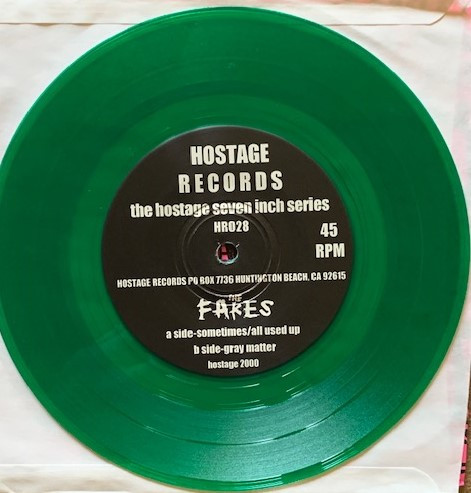 HOSTAGE
RECORDS
the hostage seven inch series
HR028
45
RPM
HOSTAGE RECORDS PO BOX 7736 HUNTINGTON BEACH, CA 92615
THE
FAKES
a side-sometimes/all used up
b side-gray matter
hostage 2000